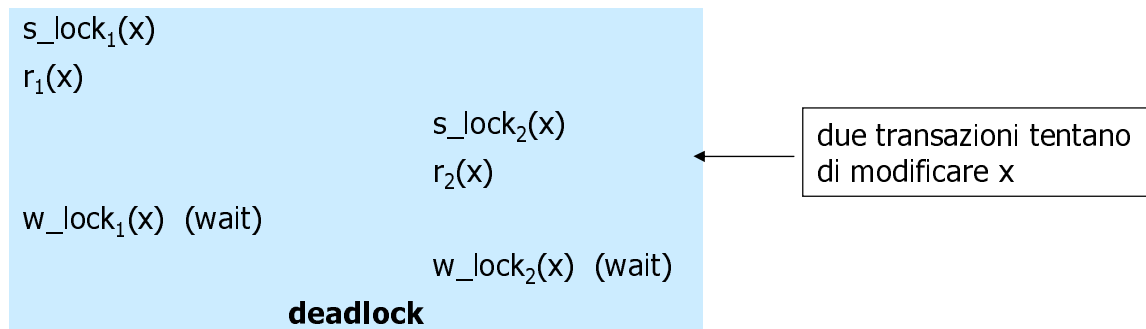 s_lock₁(x)
r₁(x)
s_lock₂(x)
r₂(x)
w_lock₁(x) (wait)
w_lock₂(x) (wait)
deadlock
due transazioni tentano
di modificare x